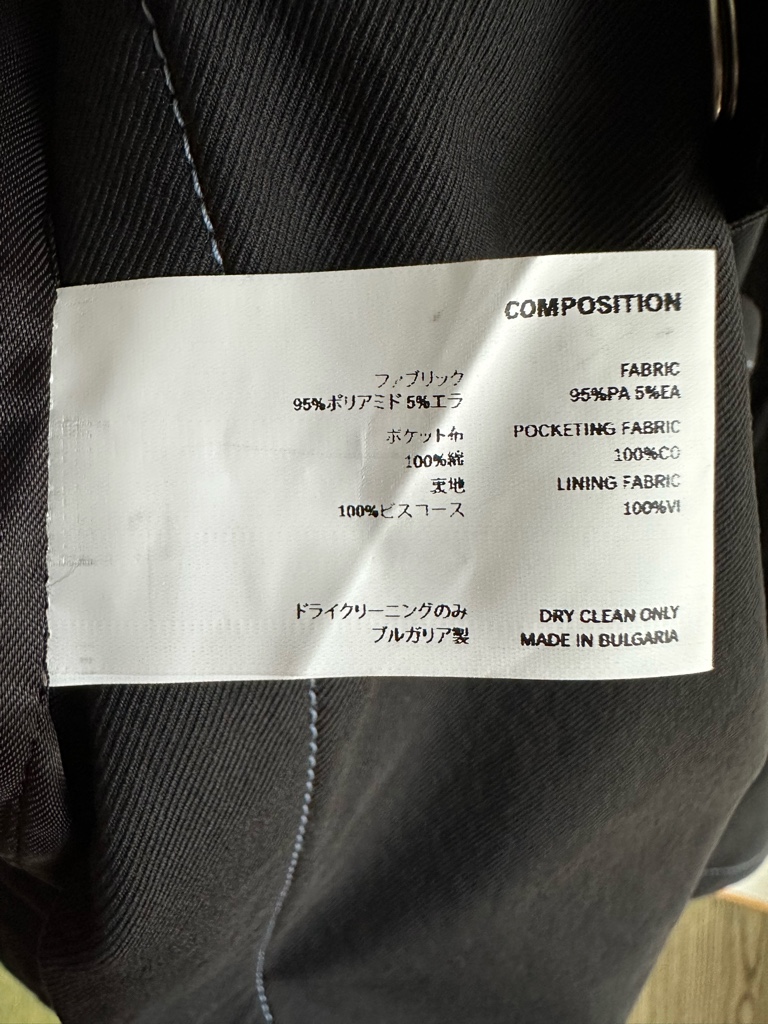 COMPOSITION
ファブリック
95%ポリアミド 5%エラ
ポケット布
100%綿
裏地
100%ビスコース
ドライクリーニングのみ
ブルガリア製
FABRIC
95%PA 5%EA
POCKETING FABRIC
100%CO
LINING FABRIC
100%VI
DRY CLEAN ONLY
MADE IN BULGARIA